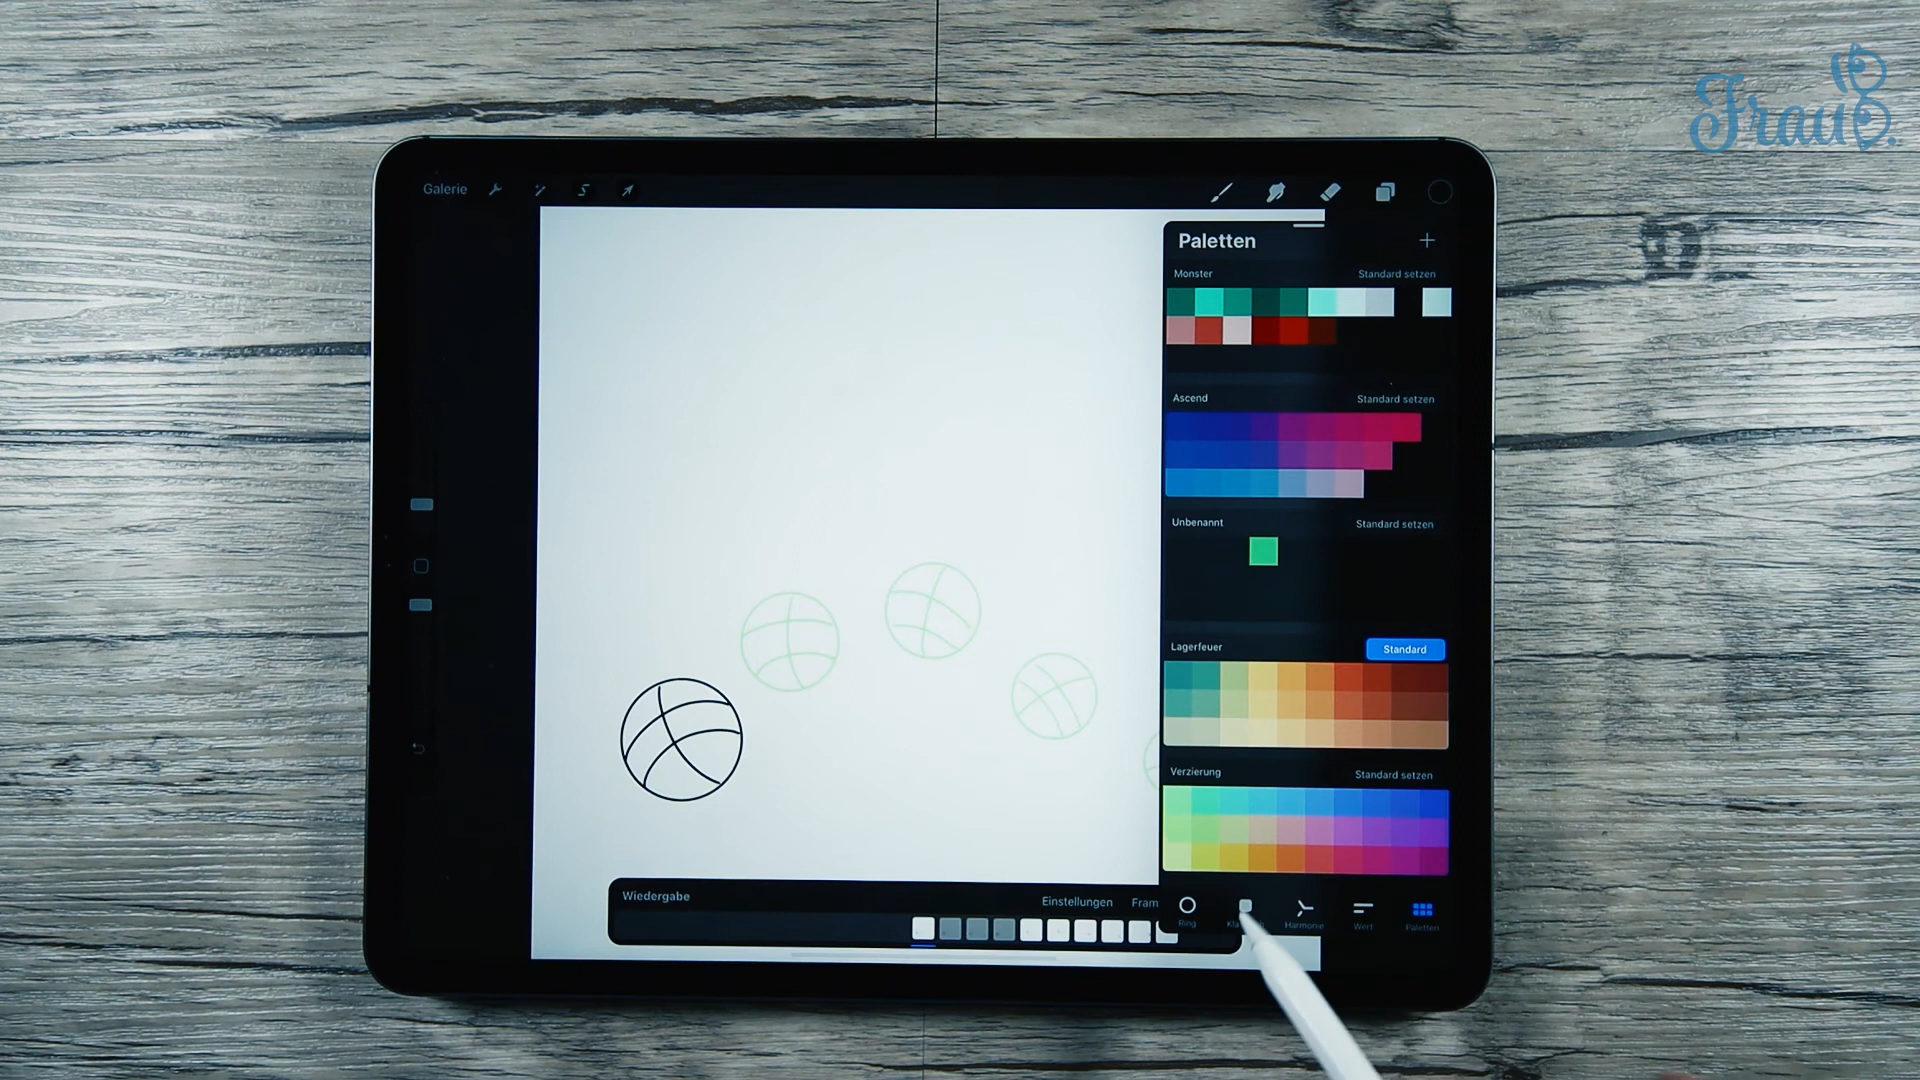 Frau B.
Galerie
Paletten
Monster
Standard setzen
Ascend
Standard setzen
Unbenannt
Standard setzen
Lagerfeuer
Standard
Verzierung
Standard setzen
Wiedergabe
Einstellungen
Fram
Ring
Harmonie
Wert
Paletten